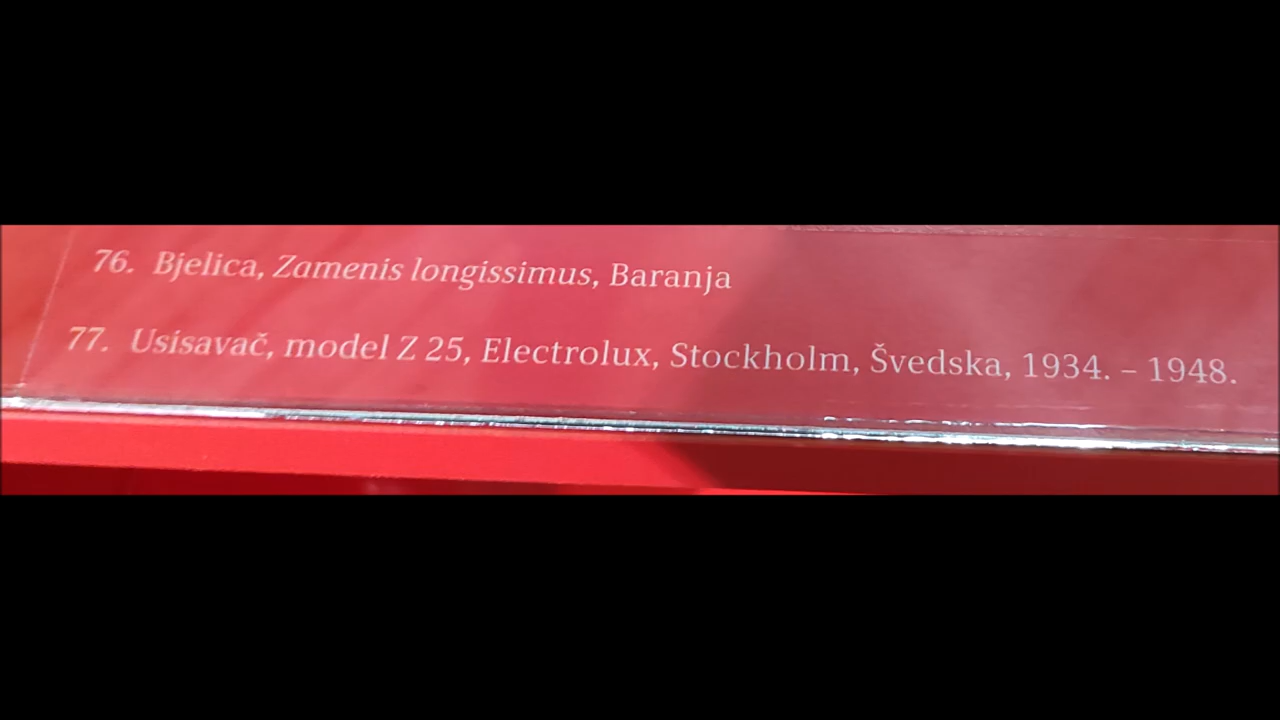 76. Bjelica, Zamenis longissimus, Baranja
77. Usisavač, model Z 25, Electrolux, Stockholm, Švedska, 1934. – 1948.